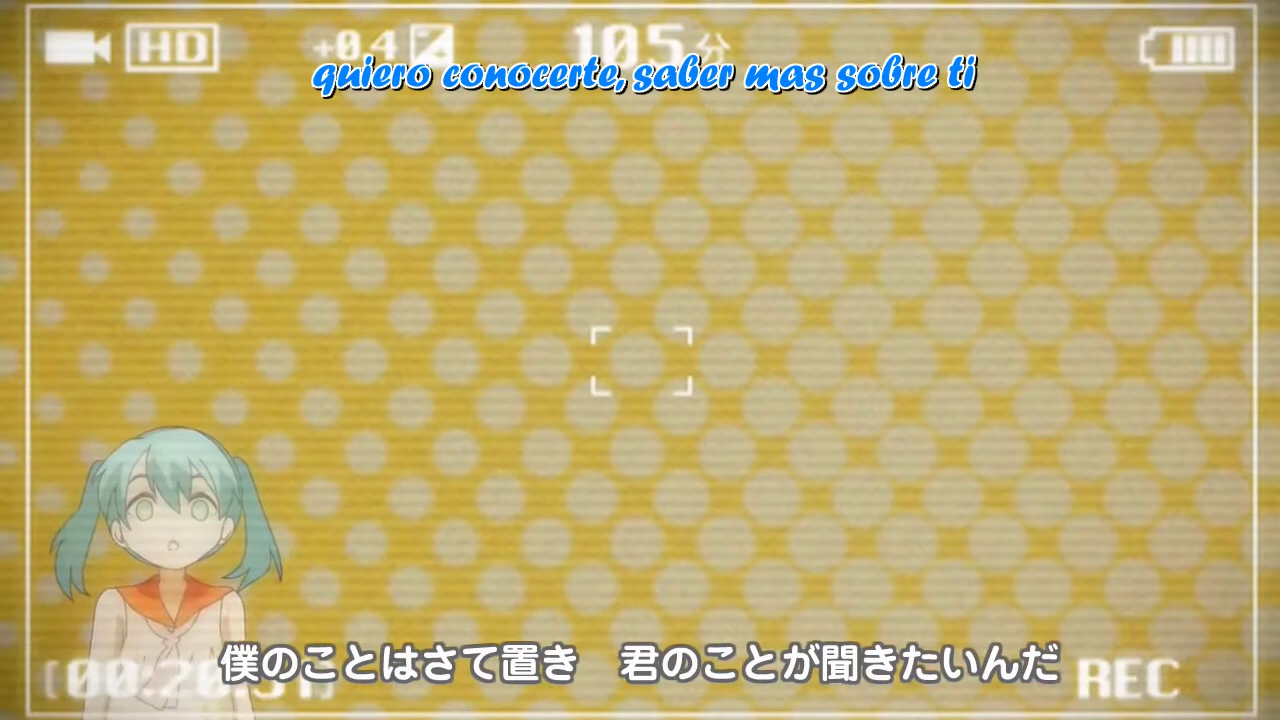 HD
+0.4
105分
quiero conocerte, saber mas sobre ti
僕のことはさて置き　君のことが聞きたいんだ
REC